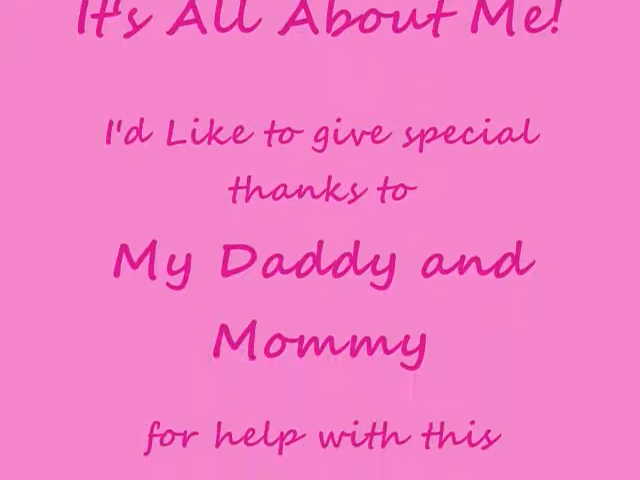 It's All About Me!
I'd Like to give special
thanks to
My Daddy and
Mommy
for help with this